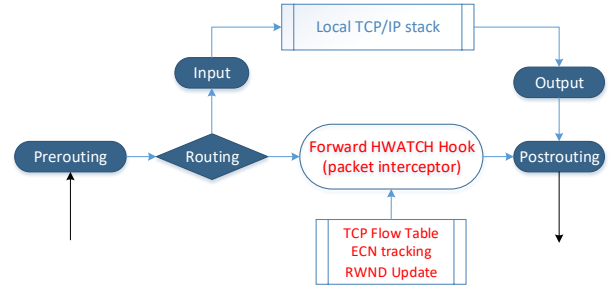 Local TCP/IP stack
Input
Output
Prerouting
Routing
Forward HWATCH Hook
(packet interceptor)
Postrouting
TCP Flow Table
ECN tracking
RWND Update